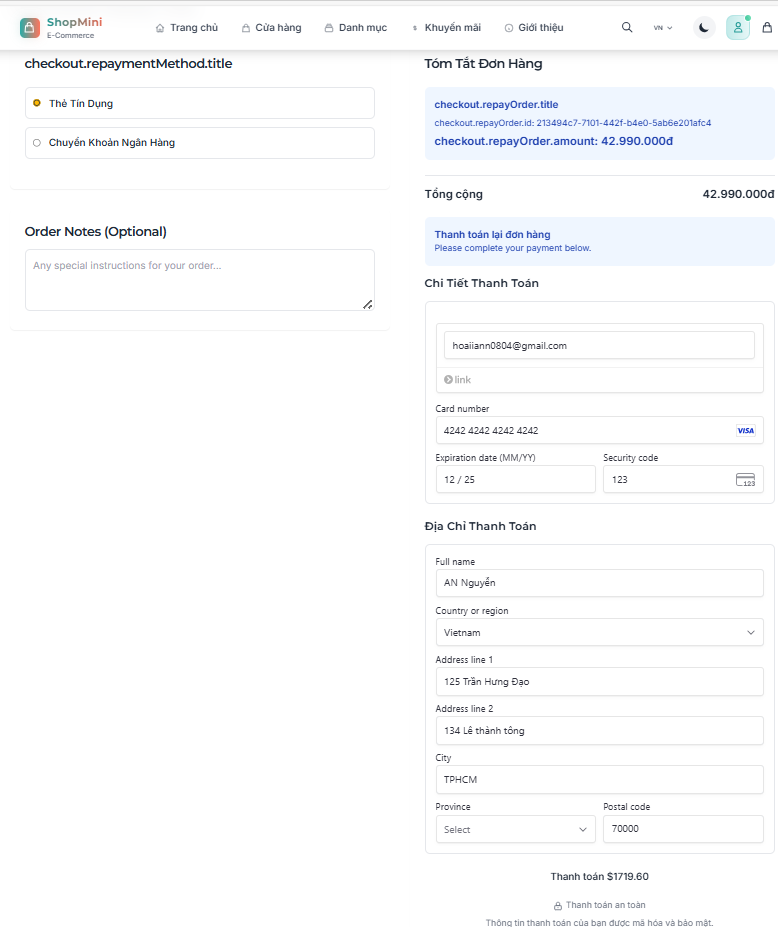 ShopMini
E-Commerce
Trang chủ
Cửa hàng
Danh mục
Khuyến mãi
Giới thiệu
VN
checkout.repaymentMethod.title
Thẻ Tín Dụng
Chuyển Khoản Ngân Hàng
Order Notes (Optional)
Any special instructions for your order...
Tóm Tắt Đơn Hàng
checkout.repayOrder.title
checkout.repayOrder.id: 213494c7-7101-442f-b4e0-5ab6e201afc4
checkout.repayOrder.amount: 42.990.000đ
Tổng cộng 42.990.000đ
Thanh toán lại đơn hàng
Please complete your payment below.
Chi Tiết Thanh Toán
hoaiiann0804@gmail.com
link
Card number
4242 4242 4242 4242 VISA
Expiration date (MM/YY) Security code
12 / 25 123 123
Địa Chỉ Thanh Toán
Full name
AN Nguyễn
Country or region
Vietnam
Address line 1
125 Trần Hưng Đạo
Address line 2
134 Lê thành tông
City
TPHCM
Province Postal code
Select 70000
Thanh toán $1719.60
Thanh toán an toàn
Thông tin thanh toán của bạn được mã hóa và bảo mật.